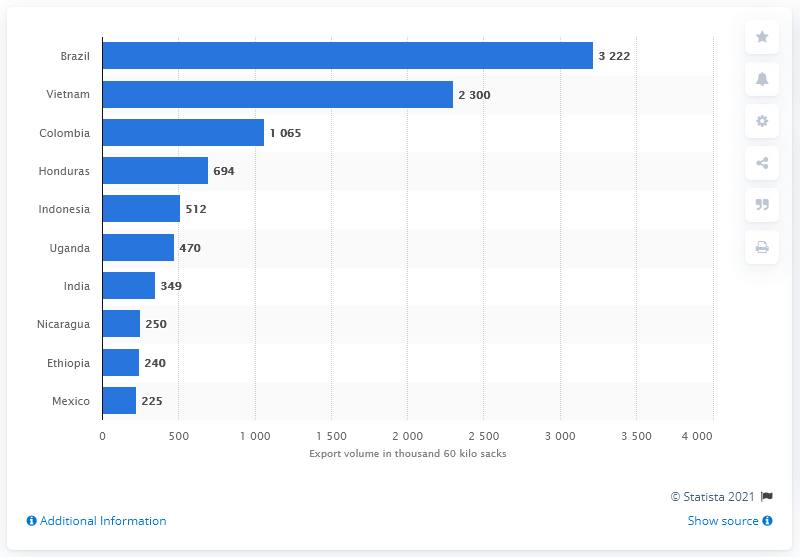 Brazil 3 222
Vietnam 2 300
Colombia 1 065
Honduras 694
Indonesia 512
Uganda 470
India 349
Nicaragua 250
Ethiopia 240
Mexico 225
0 500 1 000 1 500 2 000 2 500 3 000 3 500 4 000
Export volume in thousand 60 kilo sacks
© Statista 2021
Additional Information Show source